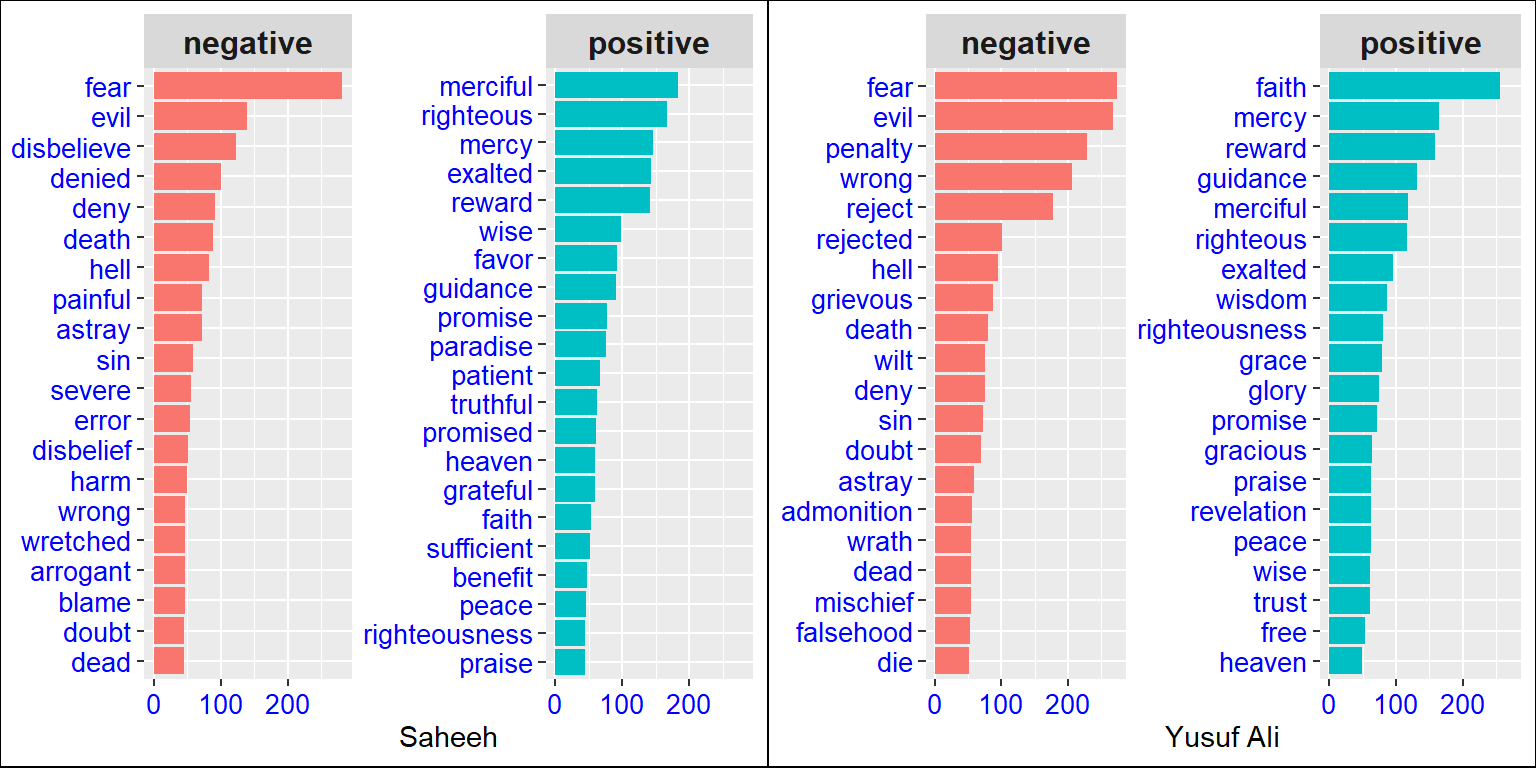 negative
fear
evil
disbelieve
denied
deny
death
hell
painful
astray
sin
severe
error
disbelief
harm
wrong
wretched
arrogant
blame
doubt
dead
0 100 200
positive
merciful
righteous
mercy
exalted
reward
wise
favor
guidance
promise
paradise
patient
truthful
promised
heaven
grateful
faith
sufficient
benefit
peace
righteousness
praise
0 100 200
Saheeh
negative
fear
evil
penalty
wrong
reject
rejected
hell
grievous
death
wilt
deny
sin
doubt
astray
admonition
wrath
dead
mischief
falsehood
die
0 100 200
positive
faith
mercy
reward
guidance
merciful
righteous
exalted
wisdom
righteousness
grace
glory
promise
gracious
praise
revelation
peace
wise
trust
free
heaven
0 100 200
Yusuf Ali